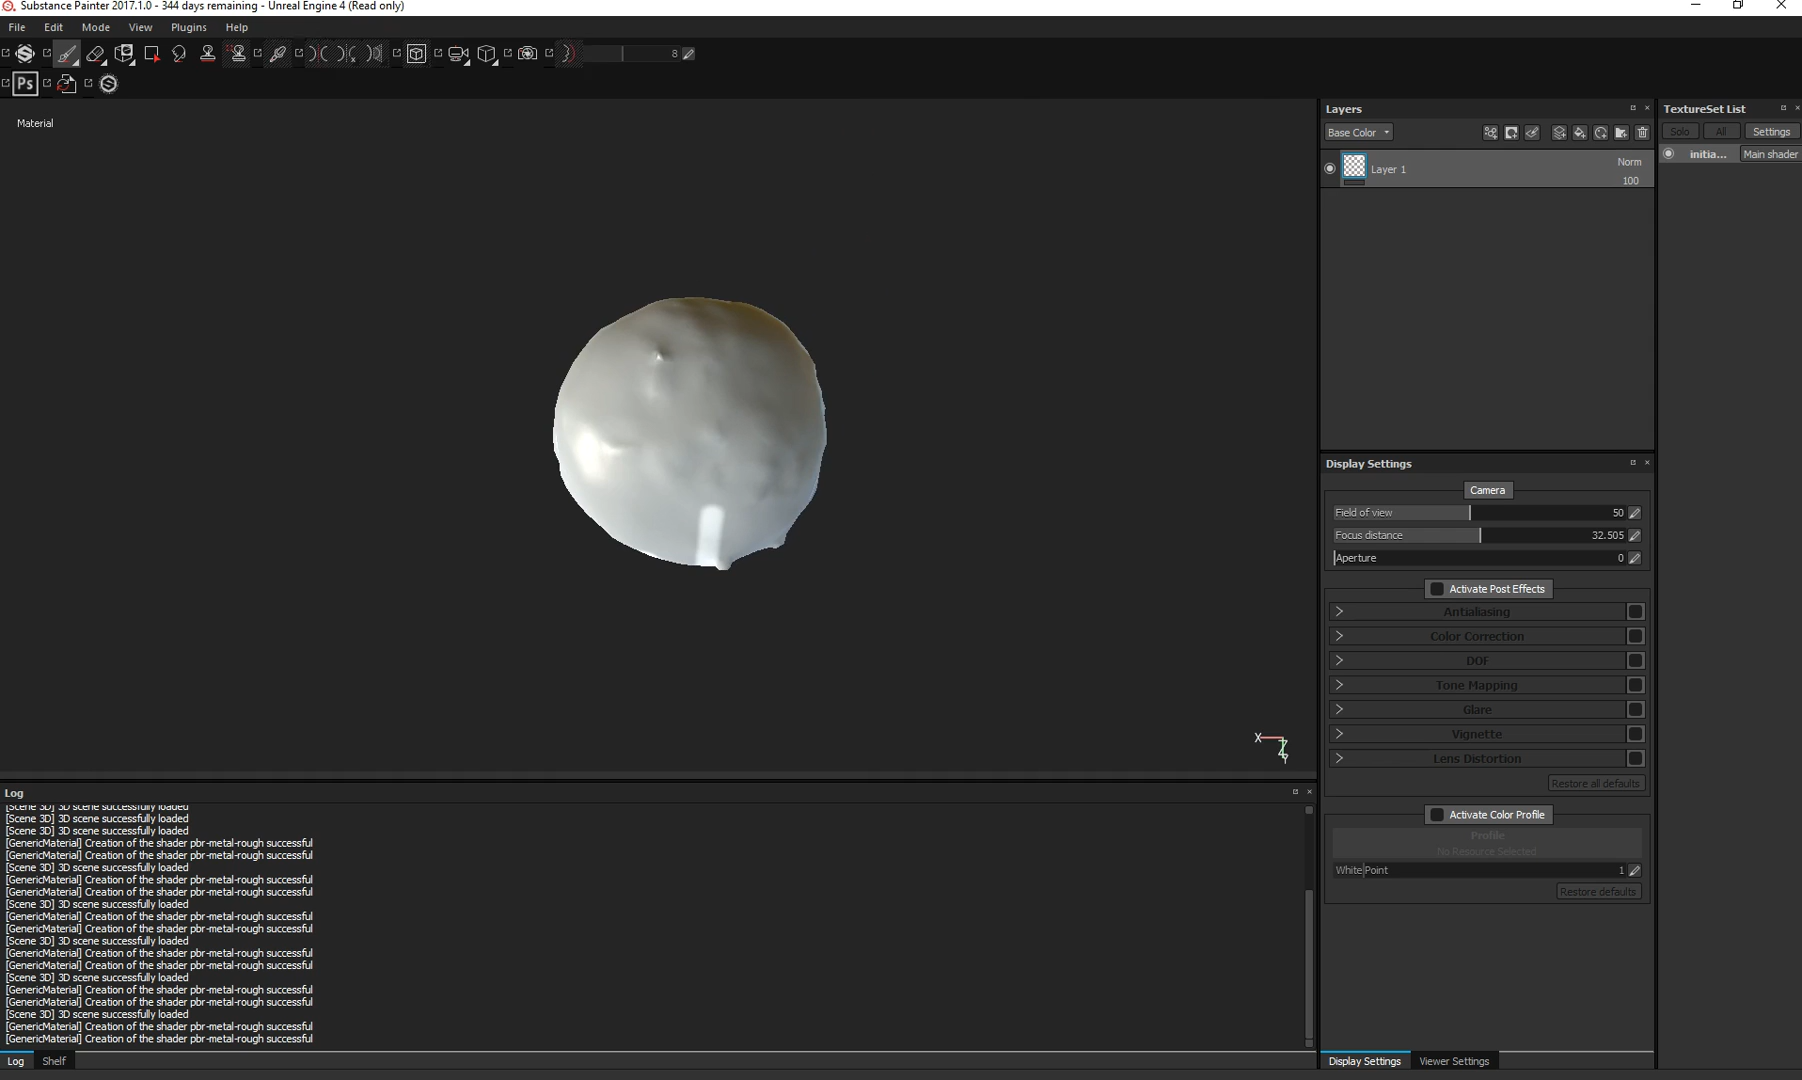 Substance Painter 2017.1.0 - 344 days remaining - Unreal Engine 4 (Read only)
File Edit Mode View Plugins Help
8
Ps
Material
Layers
Base Color
Layer 1
Norm
100
TextureSet List
Solo All Settings
initia... Main shader
Display Settings
Camera
Field of view 50
Focus distance 32.505
Aperture 0
Activate Post Effects
Antialiasing
Color Correction
DOF
Tone Mapping
Glare
Vignette
Lens Distortion
Restore all defaults
Activate Color Profile
Profile
No Resource Selected
White Point 1
Restore defaults
Display Settings Viewer Settings
X
Z
Y
Log
[Scene 3D] 3D scene successfully loaded
[Scene 3D] 3D scene successfully loaded
[Scene 3D] 3D scene successfully loaded
[GenericMaterial] Creation of the shader pbr-metal-rough successful
[GenericMaterial] Creation of the shader pbr-metal-rough successful
[Scene 3D] 3D scene successfully loaded
[GenericMaterial] Creation of the shader pbr-metal-rough successful
[GenericMaterial] Creation of the shader pbr-metal-rough successful
[Scene 3D] 3D scene successfully loaded
[GenericMaterial] Creation of the shader pbr-metal-rough successful
[GenericMaterial] Creation of the shader pbr-metal-rough successful
[Scene 3D] 3D scene successfully loaded
[GenericMaterial] Creation of the shader pbr-metal-rough successful
[GenericMaterial] Creation of the shader pbr-metal-rough successful
[Scene 3D] 3D scene successfully loaded
[GenericMaterial] Creation of the shader pbr-metal-rough successful
[GenericMaterial] Creation of the shader pbr-metal-rough successful
[Scene 3D] 3D scene successfully loaded
[GenericMaterial] Creation of the shader pbr-metal-rough successful
[GenericMaterial] Creation of the shader pbr-metal-rough successful
Log Shelf